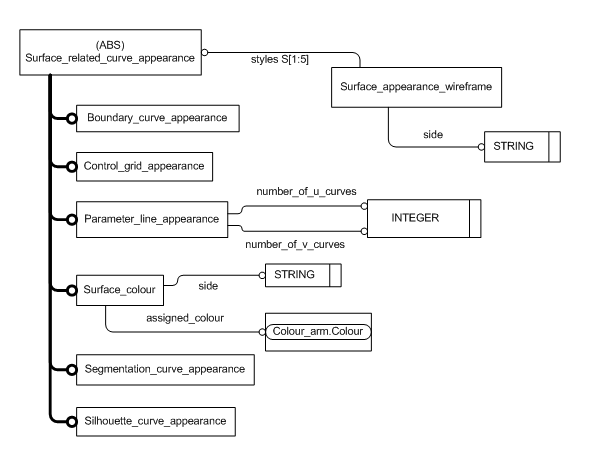 (ABS)
Surface_related_curve_appearance
styles S[1:5]
Surface_appearance_wireframe
Boundary_curve_appearance
side
STRING
Control_grid_appearance
number_of_u_curves
Parameter_line_appearance
INTEGER
number_of_v_curves
STRING
side
Surface_colour
assigned_colour
Colour_arm.Colour
Segmentation_curve_appearance
Silhouette_curve_appearance